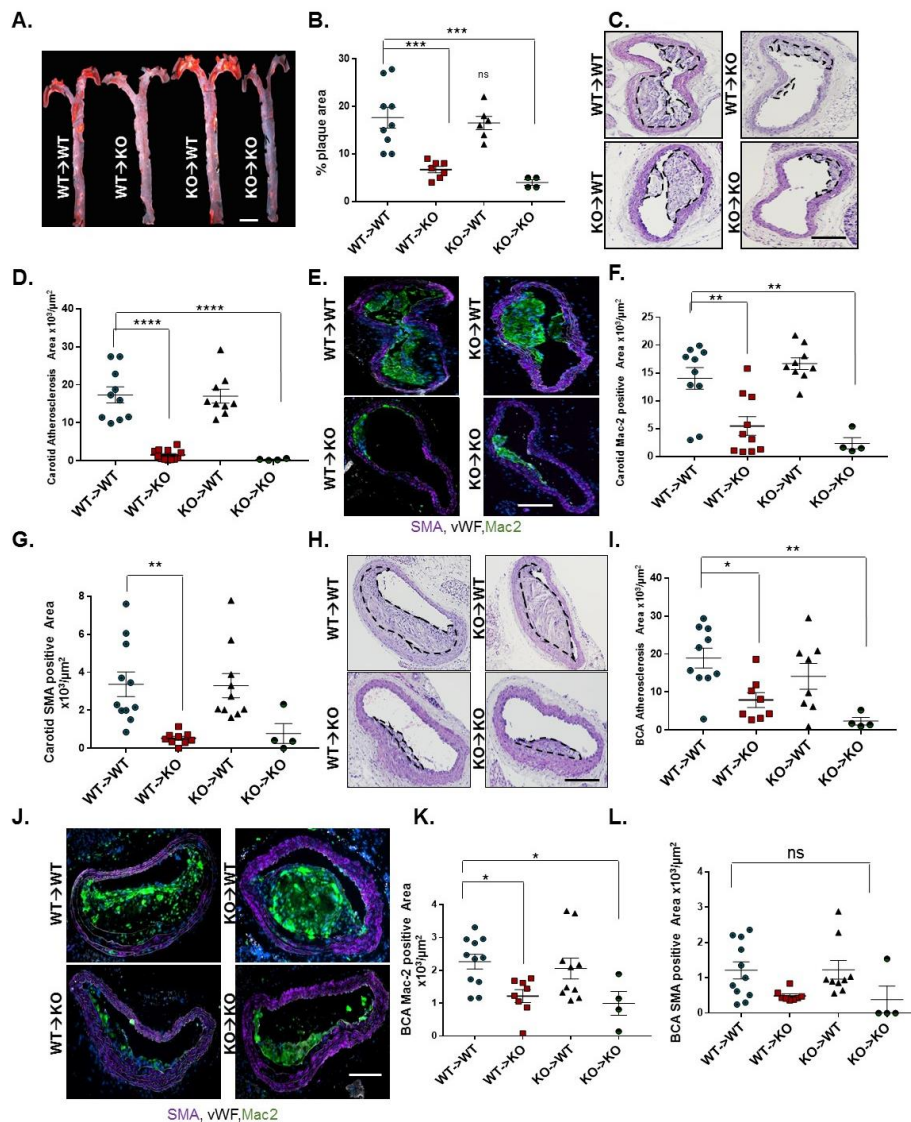 A.
WT→WT
WT→KO
KO→WT
KO→KO
B.
% plaque area
30
20
10
0
***
***
ns
WT->WT
WT->KO
KO->WT
KO->KO
C.
WT→WT
WT→KO
KO→WT
KO→KO
D.
Carotid Atherosclerosis Area x10³/µm²
40
30
20
10
0
****
****
WT->WT
WT->KO
KO->WT
KO->KO
E.
WT→WT
KO→WT
WT→KO
KO→KO
SMA, vWF,Mac2
F.
Carotid Mac-2 positive Area x10³/µm²
25
20
15
10
5
0
**
**
WT->WT
WT->KO
KO->WT
KO->KO
G.
Carotid SMA positive Area
x10³/µm²
8
6
4
2
0
**
WT->WT
WT->KO
KO->WT
KO->KO
H.
WT→WT
KO→WT
WT→KO
KO→KO
I.
BCA Atherosclerosis Area x10³/µm²
40
30
20
10
0
*
**
WT->WT
WT->KO
KO->WT
KO->KO
J.
WT→WT
KO→WT
WT→KO
KO→KO
SMA, vWF,Mac2
K.
BCA Mac-2 positive Area
x10³/µm²
4
3
2
1
0
*
*
WT->WT
WT->KO
KO->WT
KO->KO
L.
BCA SMA positive Area x10³/µm²
4
3
2
1
0
ns
WT->WT
WT->KO
KO->WT
KO->KO